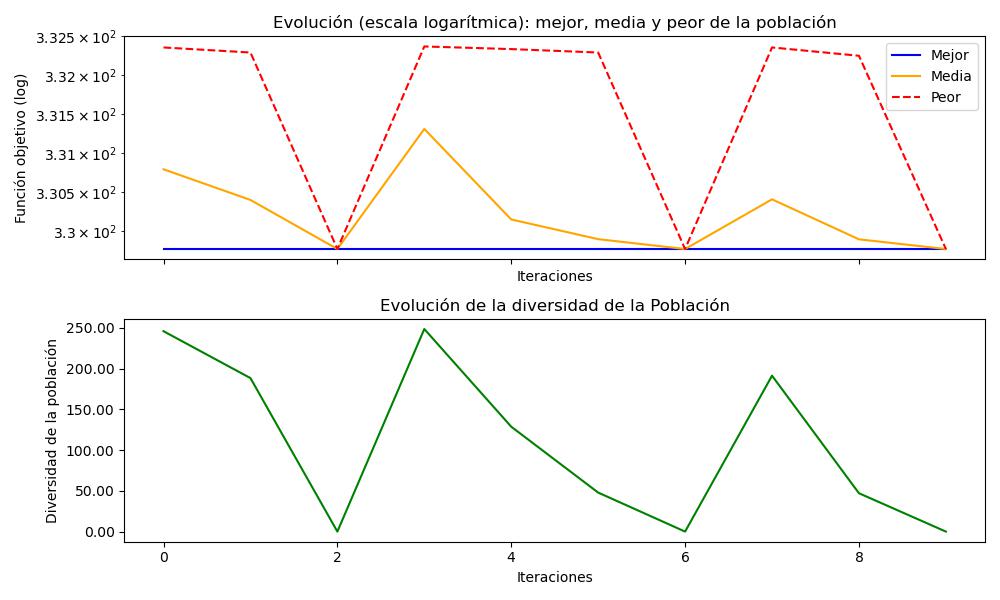 Evolución (escala logarítmica): mejor, media y peor de la población
3.325 × 10²
3.32 × 10²
3.315 × 10²
3.31 × 10²
3.305 × 10²
3.3 × 10²
Función objetivo (log)
Mejor
Media
Peor
Iteraciones
Evolución de la diversidad de la Población
250.00
200.00
150.00
100.00
50.00
0.00
Diversidad de la población
0 2 4 6 8
Iteraciones